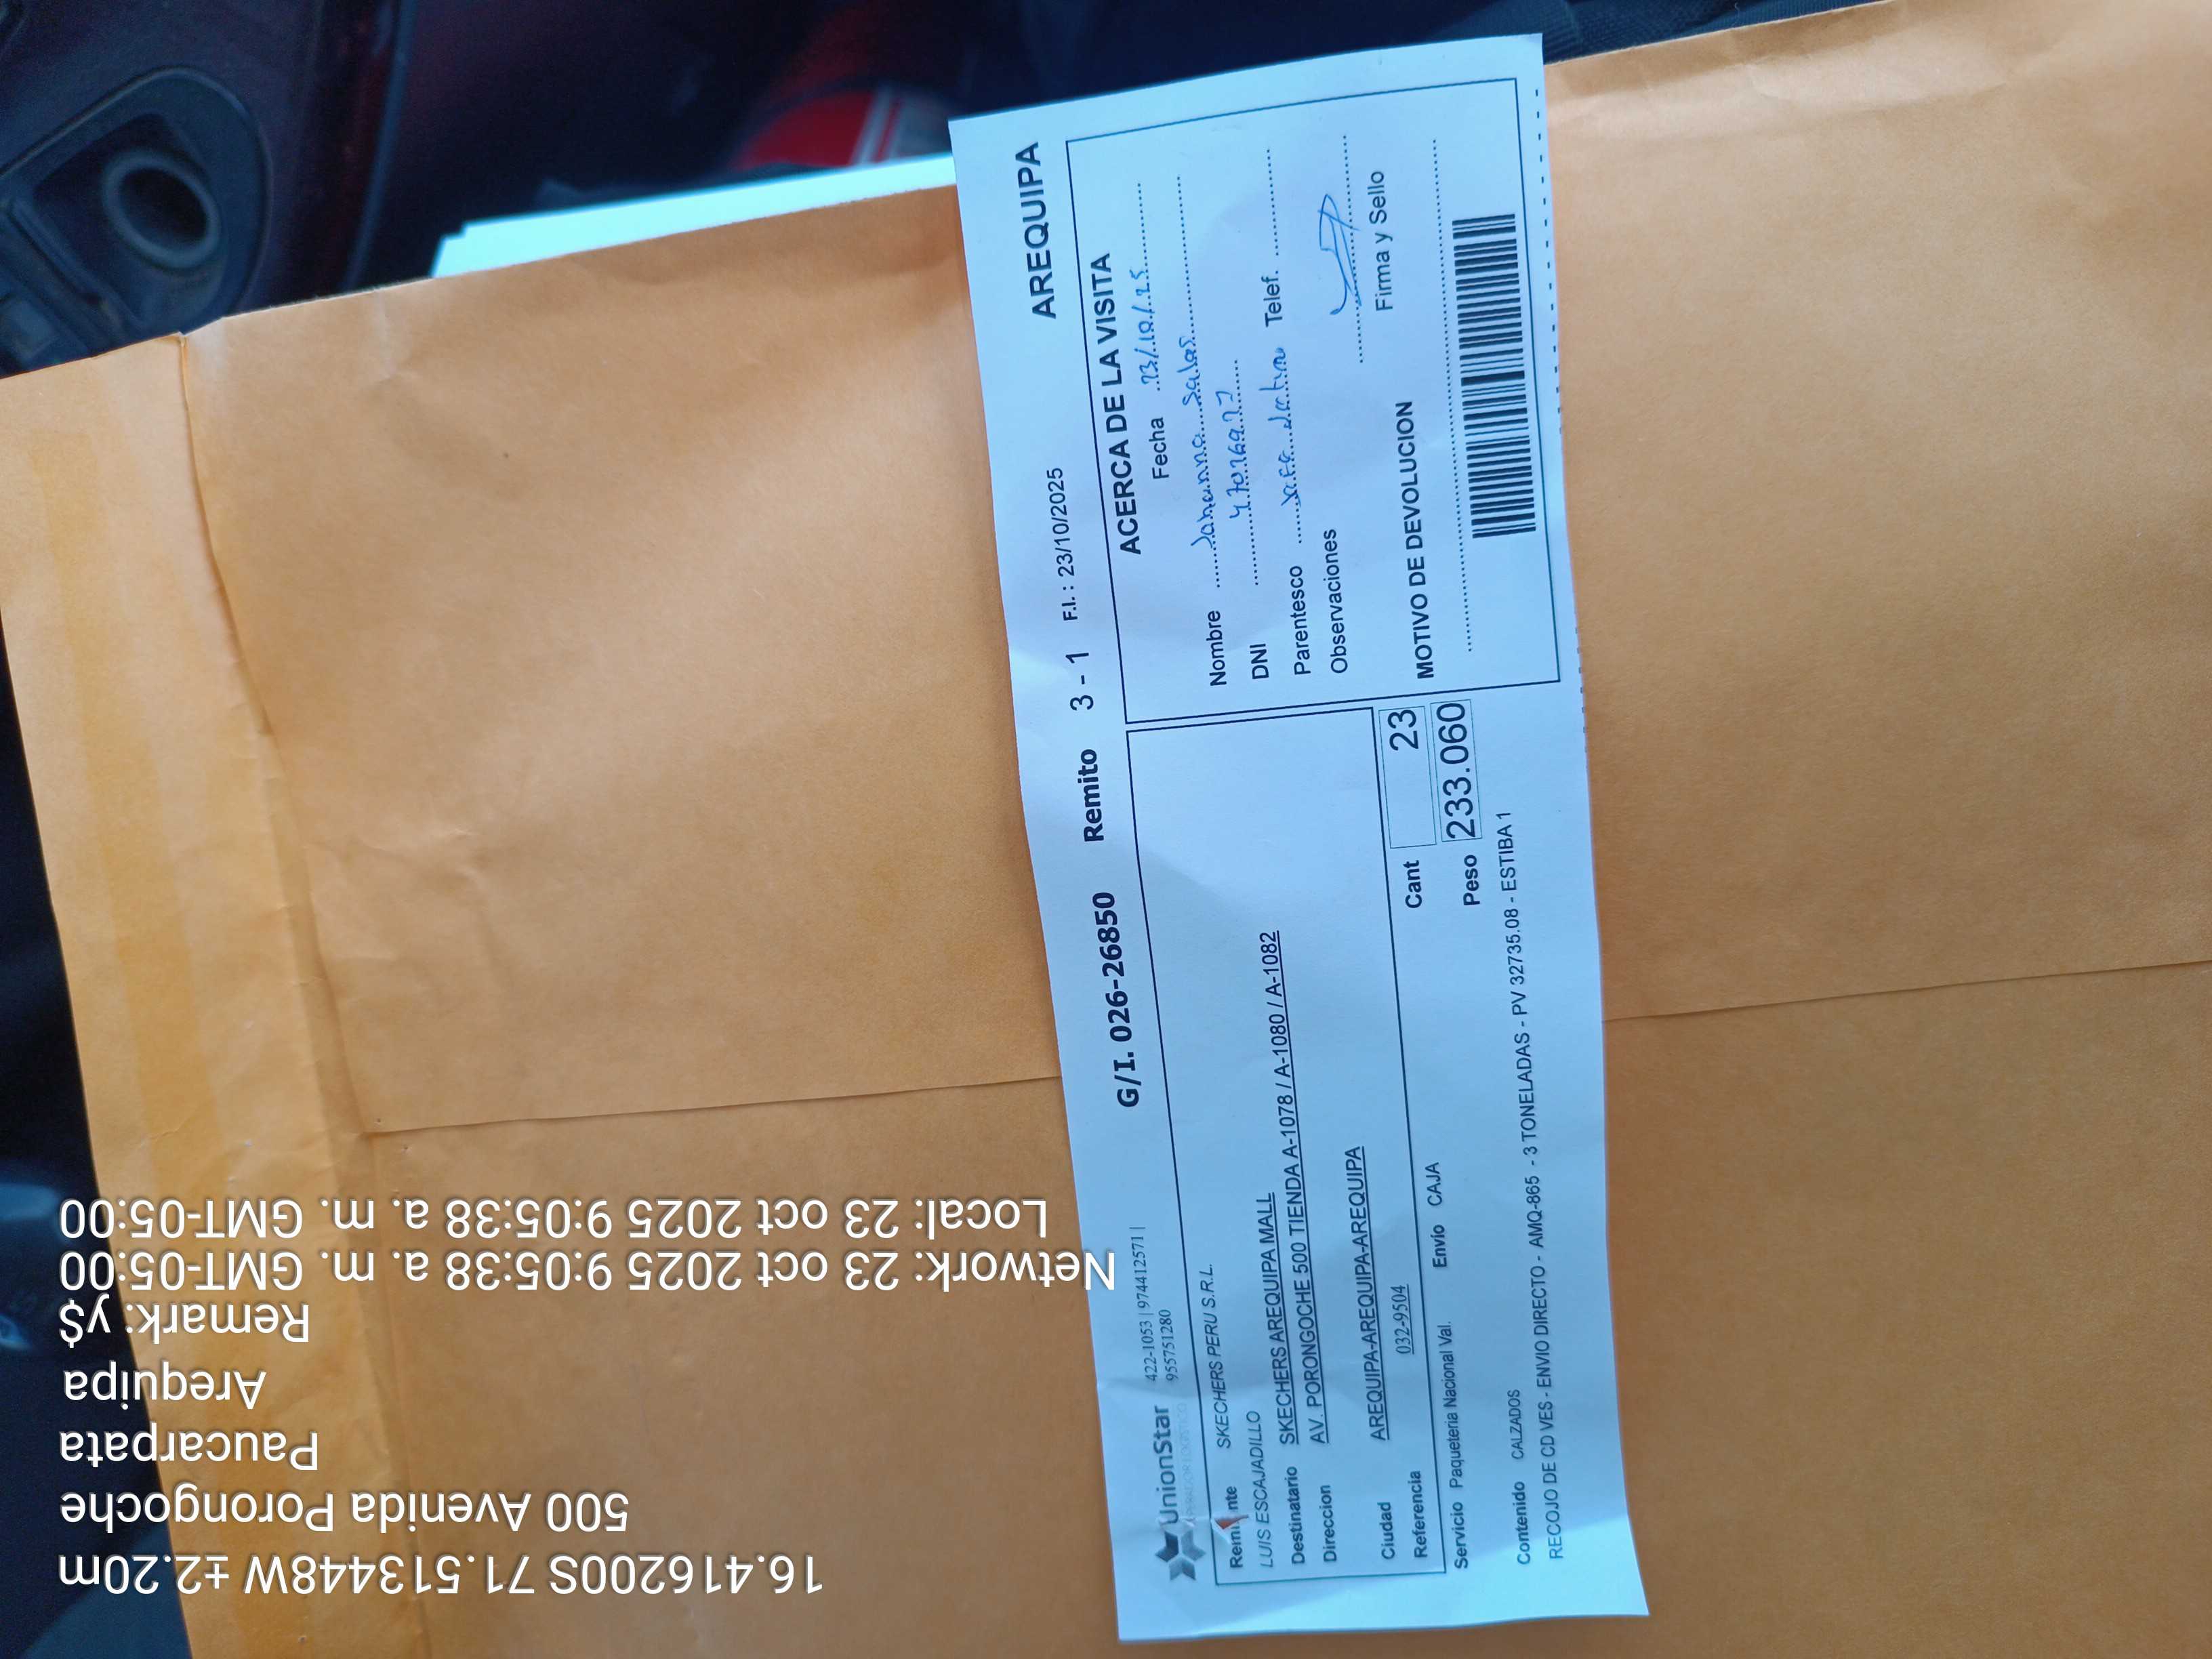 UnionStar
422-1053 | 974412571 |
955751280
G/I. 026-26850 Remito 3 - 1 F.I. : 23/10/2025 AREQUIPA
SKECHERS PERU S.R.L.
LUIS ESCAJADILLO
Destinatario SKECHERS AREQUIPA MALL
Direccion AV. PORONGOCHE 500 TIENDA A-1078 / A-1080 / A-1082
Ciudad AREQUIPA-AREQUIPA-AREQUIPA
Referencia 032-9504
Servicio Paqueteria Nacional Val. Envío CAJA
Cant 23
Peso 233.060
Contenido CALZADOS
RECOJO DE CD VES - ENVIO DIRECTO - AMQ-865 - 3 TONELADAS - PV 32735.08 - ESTIBA 1
ACERCA DE LA VISITA
Fecha 23/10/25
Nombre Johanna Salas
DNI
Parentesco Telef.
Observaciones
Firma y Sello
MOTIVO DE DEVOLUCION
16.416200S 71.513448W ±2.20m
500 Avenida Porongoche
Paucarpata
Arequipa
Remark: y$
Network: 23 oct 2025 9:05:38 a. m. GMT-05:00
Local: 23 oct 2025 9:05:38 a. m. GMT-05:00